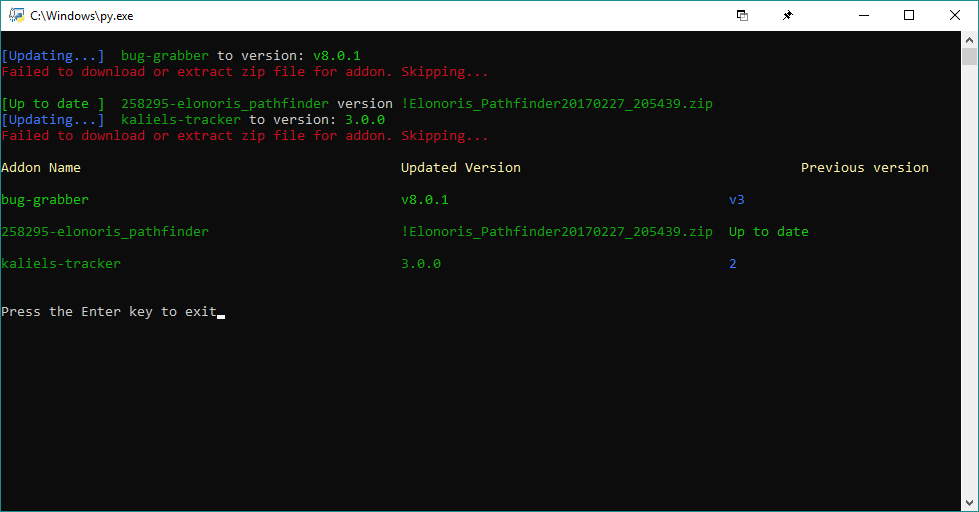 C:\Windows\py.exe
[Updating...]  bug-grabber to version: v8.0.1
Failed to download or extract zip file for addon. Skipping...
[Up to date ]  258295-elonoris_pathfinder version !Elonoris_Pathfinder20170227_205439.zip
[Updating...]  kaliels-tracker to version: 3.0.0
Failed to download or extract zip file for addon. Skipping...
Addon Name Updated Version Previous version
bug-grabber v8.0.1 v3
258295-elonoris_pathfinder !Elonoris_Pathfinder20170227_205439.zip Up to date
kaliels-tracker 3.0.0 2
Press the Enter key to exit